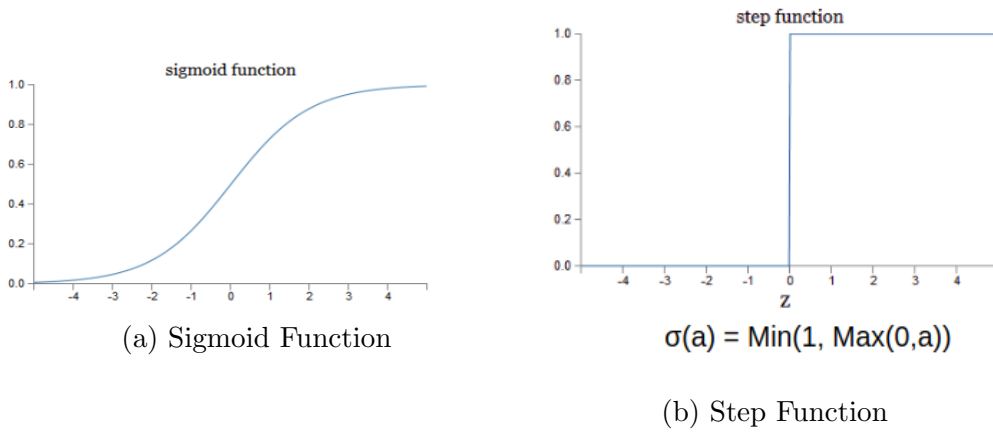 sigmoid function
1.0
0.8
0.6
0.4
0.2
0.0
-4 -3 -2 -1 0 1 2 3 4
(a) Sigmoid Function
step function
1.0
0.8
0.6
0.4
0.2
0.0
-4 -3 -2 -1 0 1 2 3 4
Z
σ(a) = Min(1, Max(0,a))
(b) Step Function